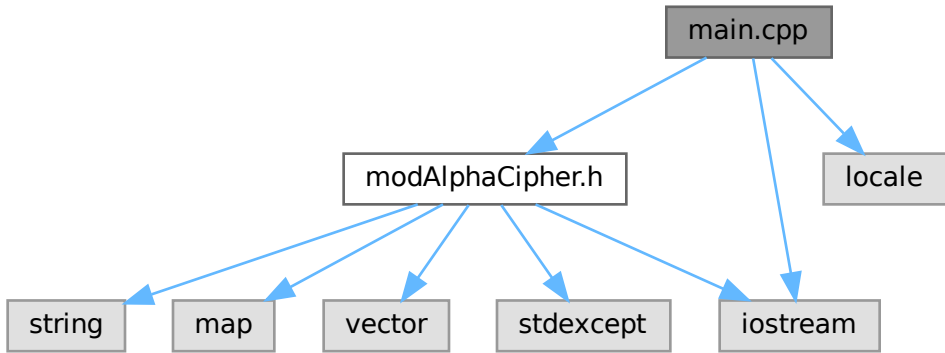 main.cpp
modAlphaCipher.h
locale
string
map
vector
stdexcept
iostream